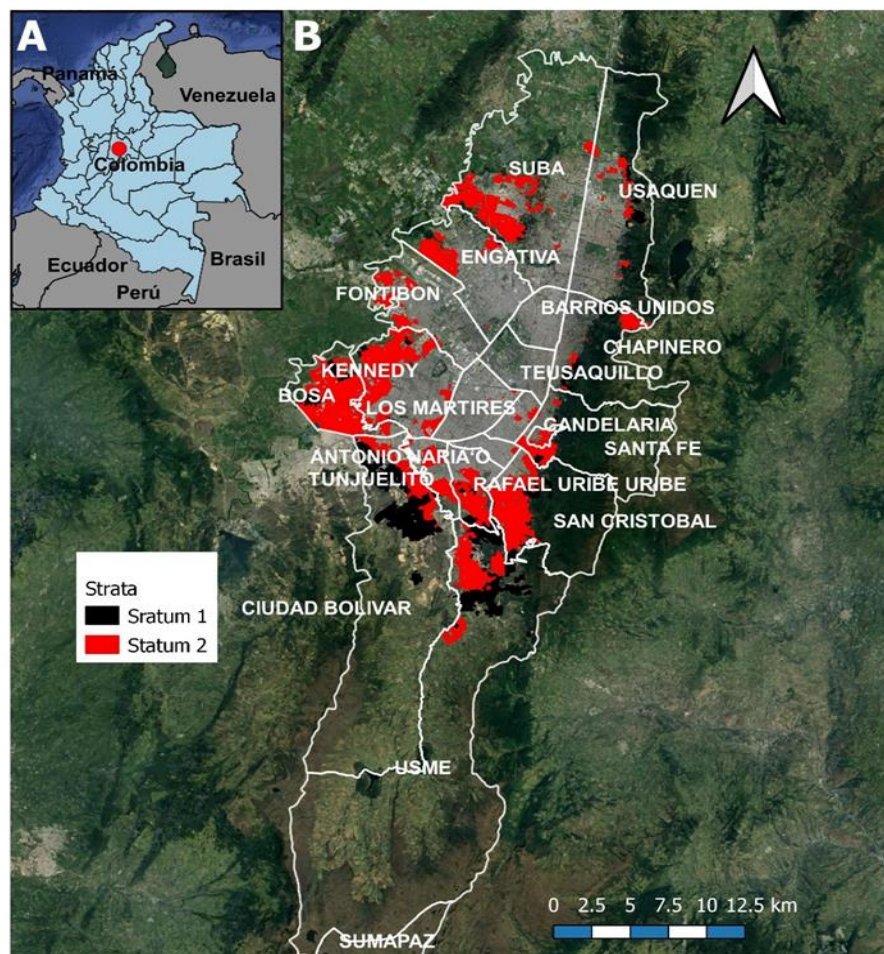 A
Panamá
Venezuela
Colombia
Ecuador
Brasil
Perú
B
SUBA
USAQUEN
ENGATIVA
FONTIBON
BARRIOS UNIDOS
CHAPINERO
KENNEDY
TEUSAQUILLO
BOSA
LOS MARTIRES
CANDELARIA
SANTA FE
ANTONIO NARIA'O
TUNJUELITO
RAFAEL URIBE URIBE
SAN CRISTOBAL
Strata
Sratum 1
Statum 2
CIUDAD BOLIVAR
USME
SUMAPAZ
0 2.5 5 7.5 10 12.5 km